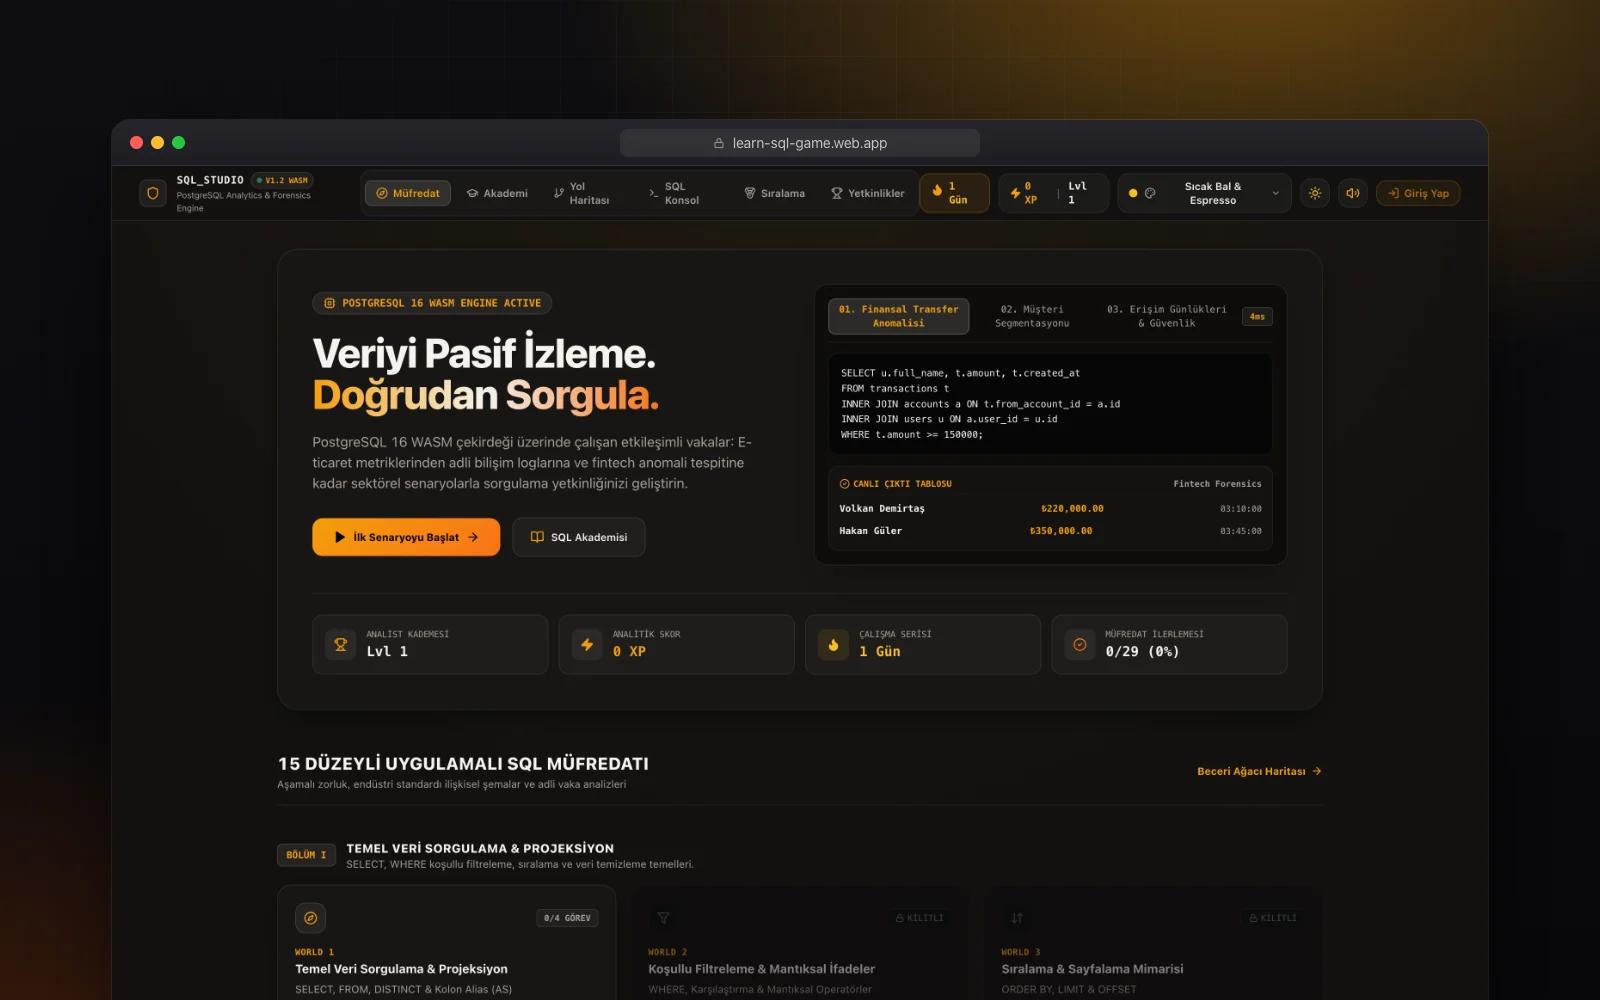 learn-sql-game.web.app
SQL_STUDIO
V1.2 WASM
PostgreSQL Analytics & Forensics
Engine
Müfredat
Akademi
Yol
Haritası
SQL
Konsol
Sıralama
Yetkinlikler
1
Gün
0
XP
Lvl
1
Sıcak Bal &
Espresso
Giriş Yap
POSTGRESQL 16 WASM ENGINE ACTIVE
Veriyi Pasif İzleme.
Doğrudan Sorgula.
PostgreSQL 16 WASM çekirdeği üzerinde çalışan etkileşimli vakalar: E-
ticaret metriklerinden adli bilişim loglarına ve fintech anomali tespitine
kadar sektörel senaryolarla sorgulama yetkinliğinizi geliştirin.
İlk Senaryoyu Başlat
SQL Akademisi
01. Finansal Transfer
Anomalisi
02. Müşteri
Segmentasyonu
03. Erişim Günlükleri
& Güvenlik
4ms
SELECT u.full_name, t.amount, t.created_at
FROM transactions t
INNER JOIN accounts a ON t.from_account_id = a.id
INNER JOIN users u ON a.user_id = u.id
WHERE t.amount >= 150000;
CANLI ÇIKTI TABLOSU
Fintech Forensics
Volkan Demirtaş ₺220,000.00 03:10:00
Hakan Güler ₺350,000.00 03:45:00
ANALİST KADEMESİ
Lvl 1
ANALİTİK SKOR
0 XP
ÇALIŞMA SERİSİ
1 Gün
MÜFREDAT İLERLEMESİ
0/29 (0%)
15 DÜZEYLİ UYGULAMALI SQL MÜFREDATI
Aşamalı zorluk, endüstri standardı ilişkisel şemalar ve adli vaka analizleri
Beceri Ağacı Haritası
BÖLÜM I
TEMEL VERİ SORGULAMA & PROJEKSİYON
SELECT, WHERE koşullu filtreleme, sıralama ve veri temizleme temelleri.
0/4 GÖREV
WORLD 1
Temel Veri Sorgulama & Projeksiyon
SELECT, FROM, DISTINCT & Kolon Alias (AS)
KİLİTLİ
WORLD 2
Koşullu Filtreleme & Mantıksal İfadeler
WHERE, Karşılaştırma & Mantıksal Operatörler
KİLİTLİ
WORLD 3
Sıralama & Sayfalama Mimarisi
ORDER BY, LIMIT & OFFSET